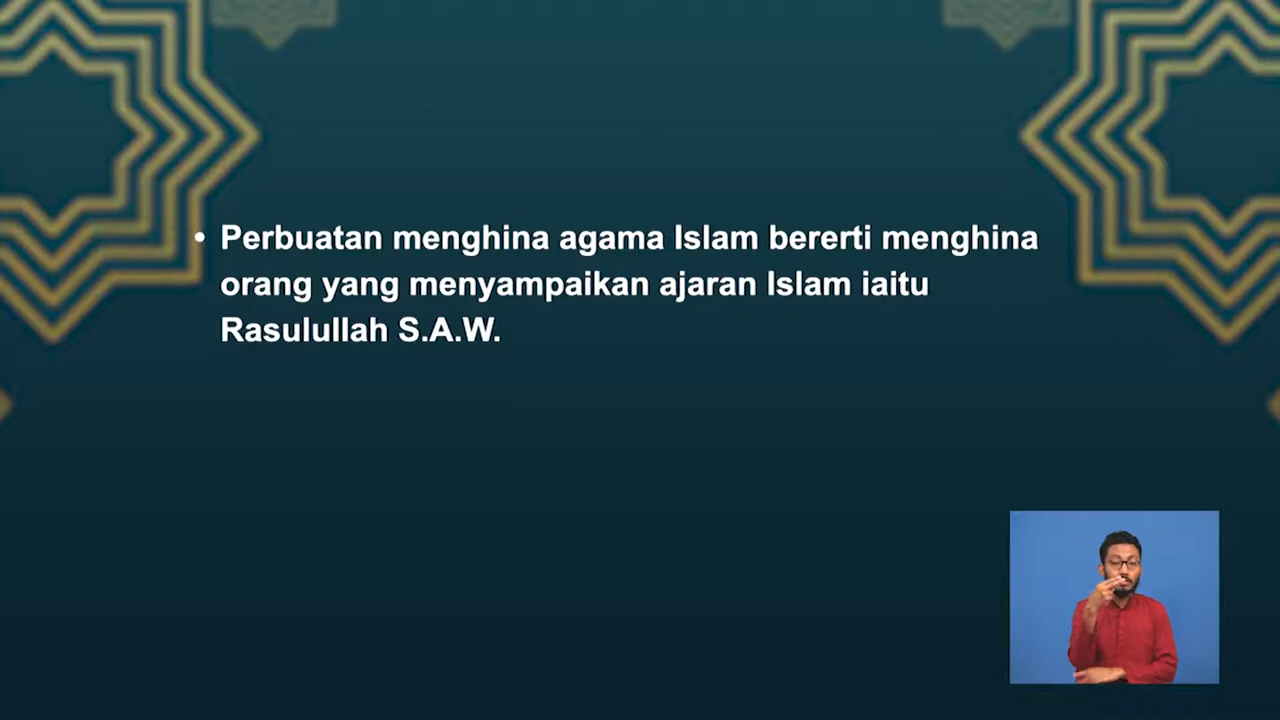 • Perbuatan menghina agama Islam bererti menghina
orang yang menyampaikan ajaran Islam iaitu
Rasulullah S.A.W.